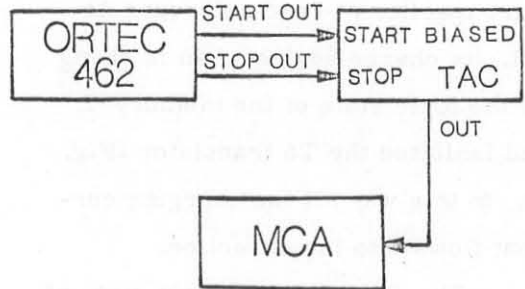 START OUT
ORTEC
462
STOP OUT
START BIASED
STOP TAC
OUT
MCA